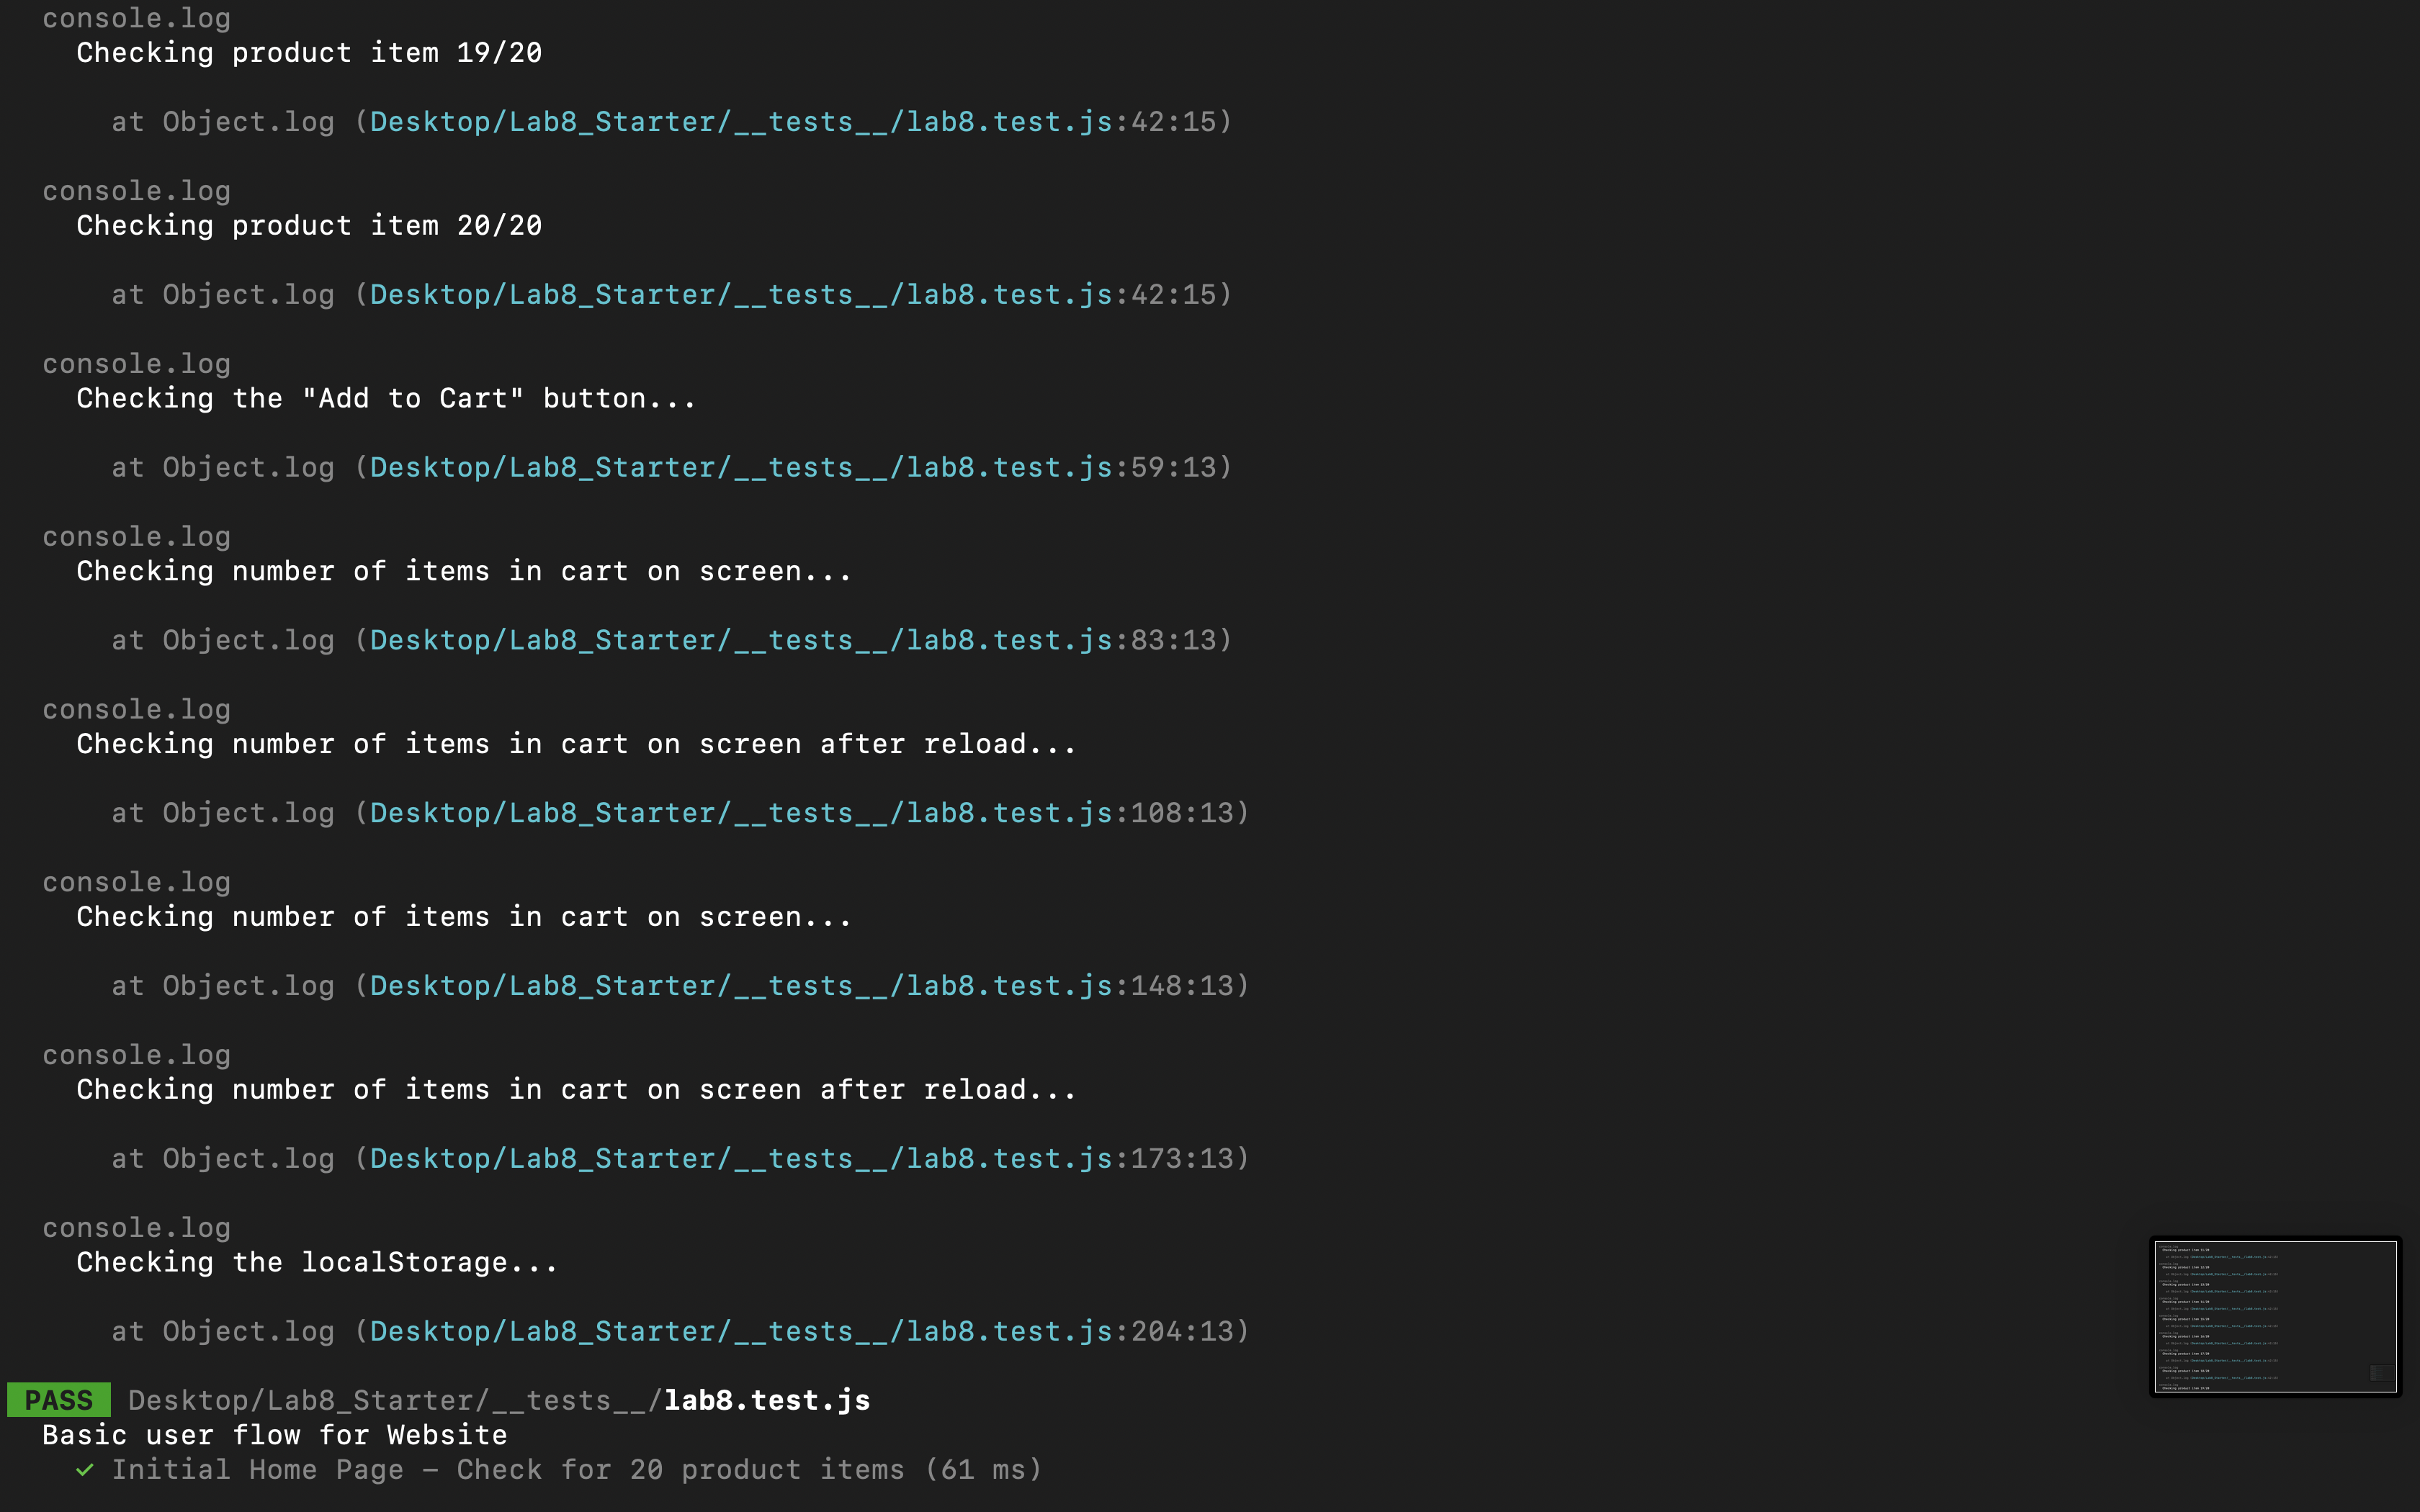 console.log
Checking product item 19/20
at Object.log (Desktop/Lab8_Starter/__tests__/lab8.test.js:42:15)
console.log
Checking product item 20/20
at Object.log (Desktop/Lab8_Starter/__tests__/lab8.test.js:42:15)
console.log
Checking the "Add to Cart" button...
at Object.log (Desktop/Lab8_Starter/__tests__/lab8.test.js:59:13)
console.log
Checking number of items in cart on screen...
at Object.log (Desktop/Lab8_Starter/__tests__/lab8.test.js:83:13)
console.log
Checking number of items in cart on screen after reload...
at Object.log (Desktop/Lab8_Starter/__tests__/lab8.test.js:108:13)
console.log
Checking number of items in cart on screen...
at Object.log (Desktop/Lab8_Starter/__tests__/lab8.test.js:148:13)
console.log
Checking number of items in cart on screen after reload...
at Object.log (Desktop/Lab8_Starter/__tests__/lab8.test.js:173:13)
console.log
Checking the localStorage...
at Object.log (Desktop/Lab8_Starter/__tests__/lab8.test.js:204:13)
PASS Desktop/Lab8_Starter/__tests__/lab8.test.js
Basic user flow for Website
✓ Initial Home Page – Check for 20 product items (61 ms)